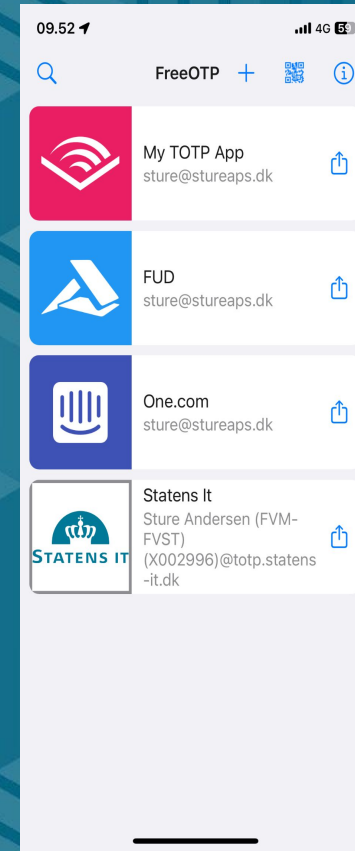 09.52
4G 59
FreeOTP
My TOTP App
sture@stureaps.dk
FUD
sture@stureaps.dk
One.com
sture@stureaps.dk
STATENS IT
Statens It
Sture Andersen (FVM-
FVST)
(X002996)@totp.statens
-it.dk